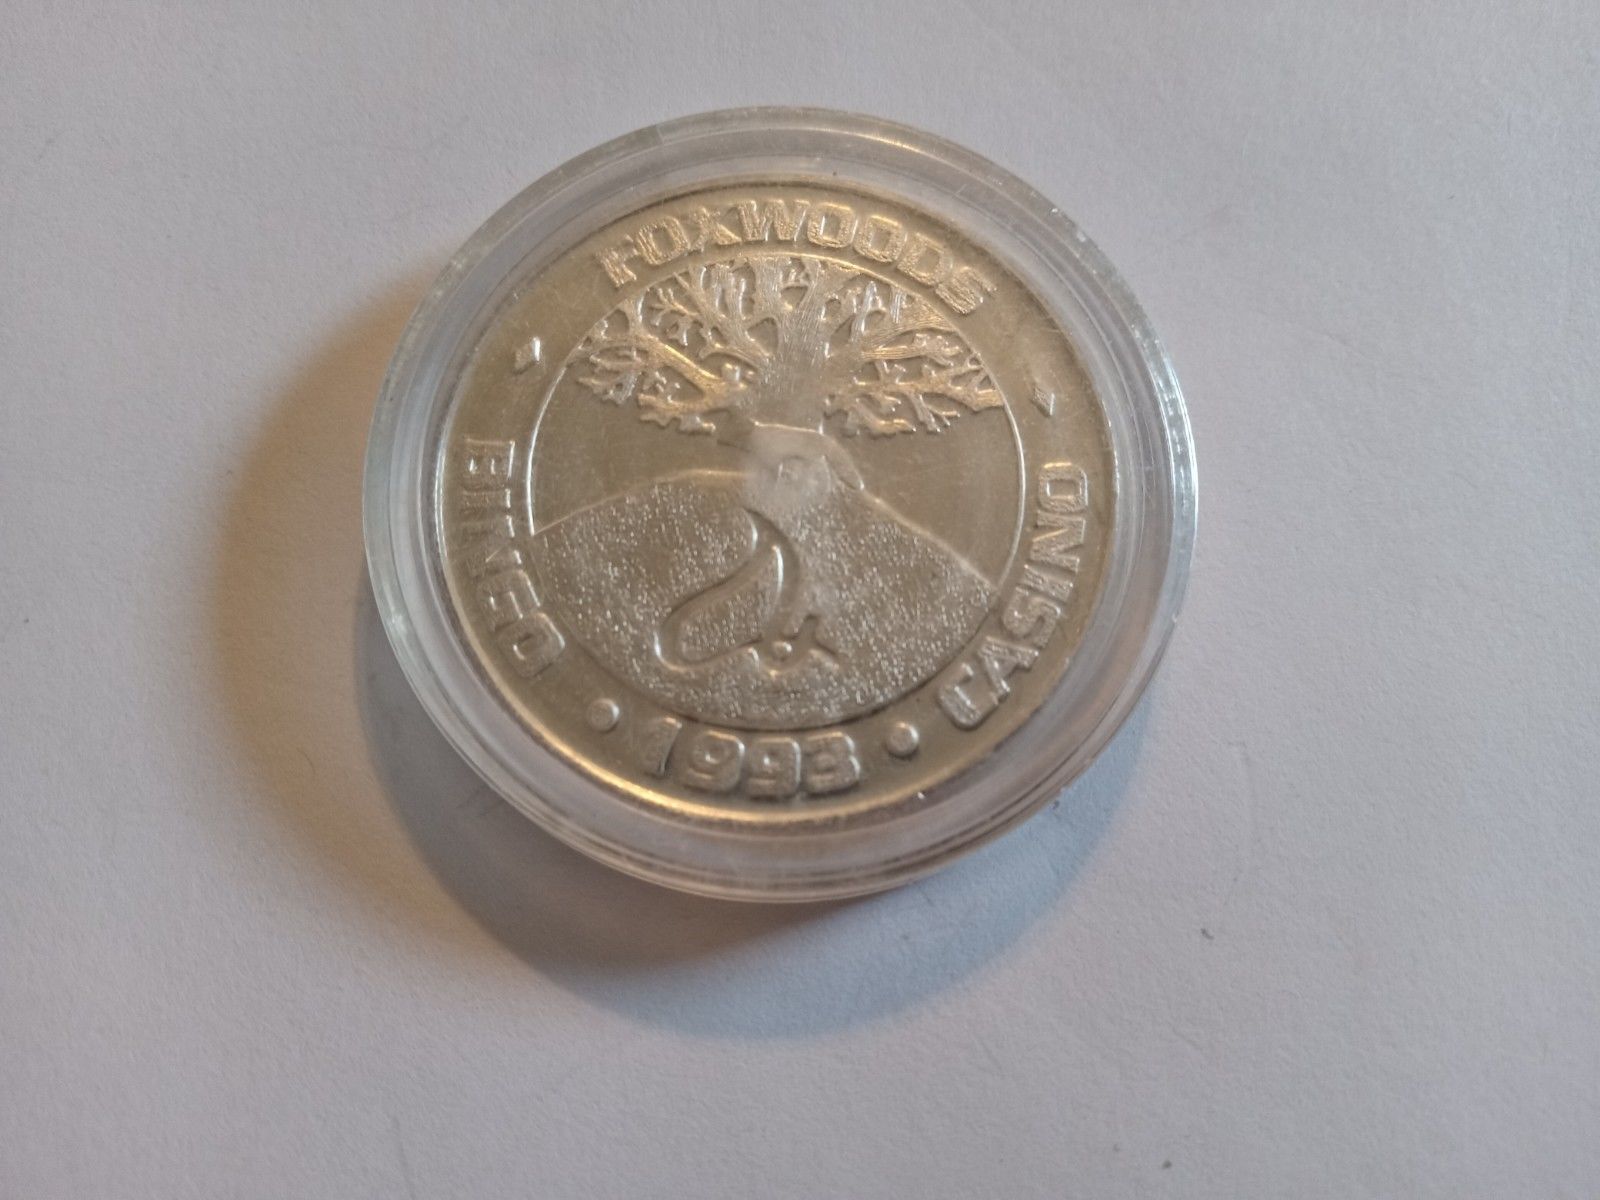 FOXWOODS
BINGO
CASINO
• 1993 •